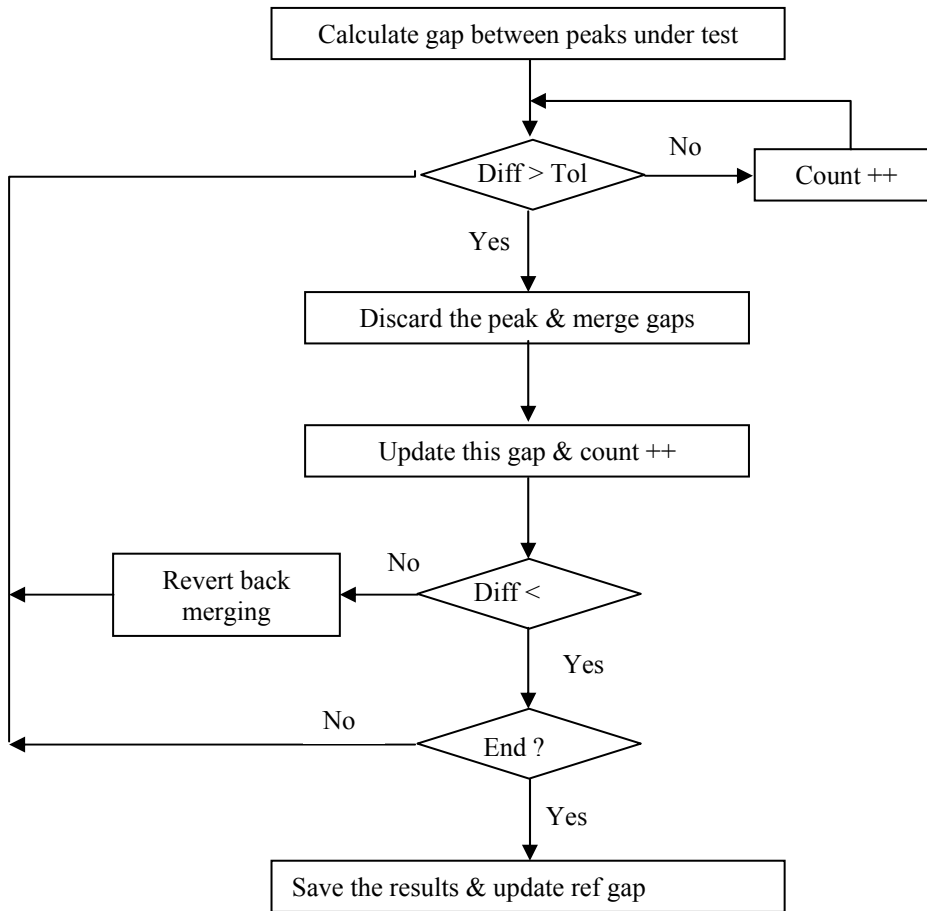 Calculate gap between peaks under test
Diff > Tol
No
Count ++
Yes
Discard the peak & merge gaps
Update this gap & count ++
No
Revert back
merging
Diff <
Yes
No
End ?
Yes
Save the results & update ref gap